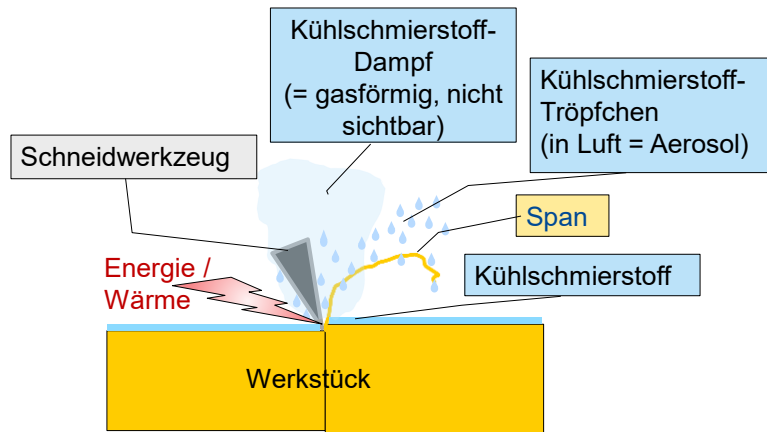 Kühlschmierstoff-
Dampf
(= gasförmig, nicht
sichtbar)
Kühlschmierstoff-
Tröpfchen
(in Luft = Aerosol)
Schneidwerkzeug
Span
Energie /
Wärme
Kühlschmierstoff
Werkstück